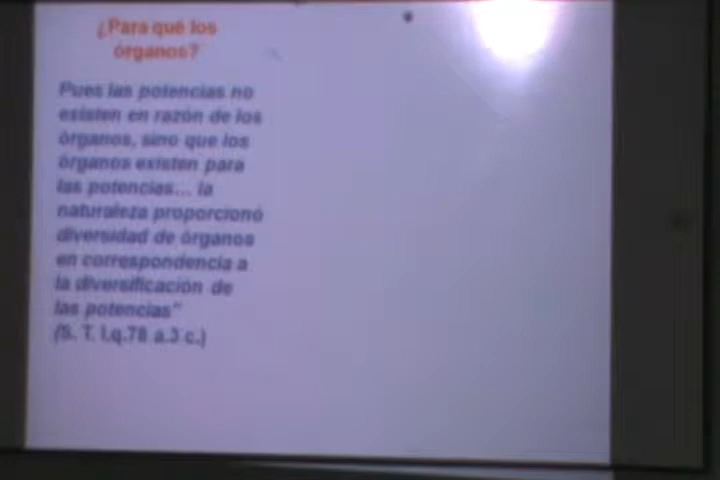 ¿Para qué los
órganos?
Pues las potencias no
existen en razón de los
órganos, sino que los
órganos existen para
las potencias... la
naturaleza proporcionó
diversidad de órganos
en correspondencia a
la diversificación de
las potencias"
(S. T. I,q.78 a.3 c.)